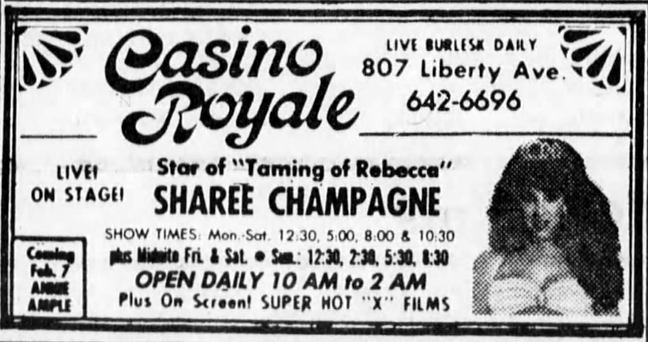 Casino
Royale
LIVE BURLESK DAILY
807 Liberty Ave.
642-6696
LIVE!
ON STAGE!
Star of "Taming of Rebecca"
SHAREE CHAMPAGNE
SHOW TIMES: Mon.-Sat. 12:30, 5:00, 8:00 & 10:30
plus Midnite Fri. & Sat. • Sun.: 12:30, 2:30, 5:30, 8:30
OPEN DAILY 10 AM to 2 AM
Plus On Screen! SUPER HOT "X" FILMS
Coming
Feb. 7
ANNIE
AMPLE